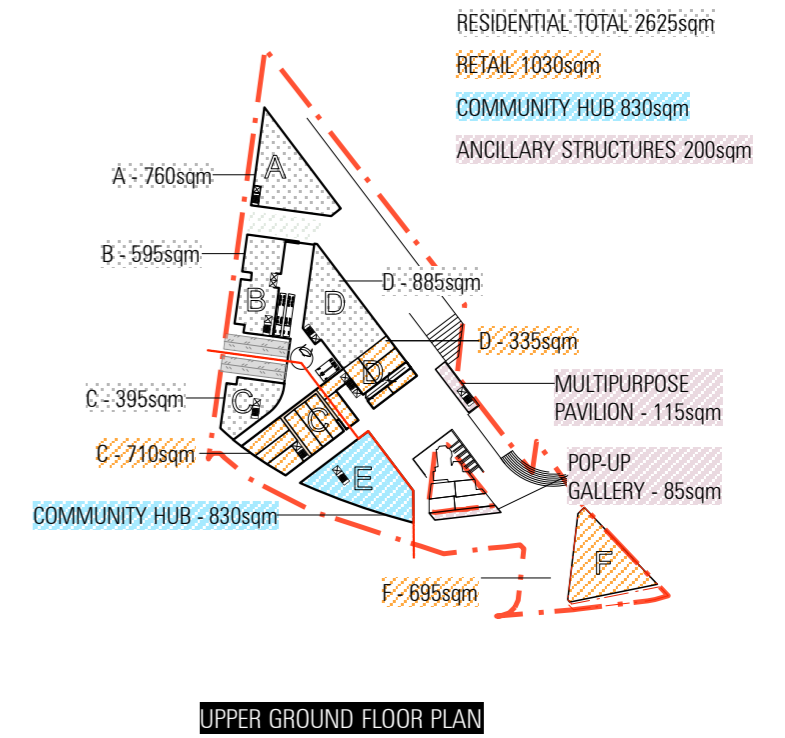 RESIDENTIAL TOTAL 2625sqm
RETAIL 1030sqm
COMMUNITY HUB 830sqm
ANCILLARY STRUCTURES 200sqm
A
A - 760sqm
B - 595sqm
D - 885sqm
B
D
D - 335sqm
D
MULTIPURPOSE
PAVILION - 115sqm
C - 395sqm
C
C
C - 710sqm
POP-UP
GALLERY - 85sqm
E
COMMUNITY HUB - 830sqm
F
F - 695sqm
UPPER GROUND FLOOR PLAN